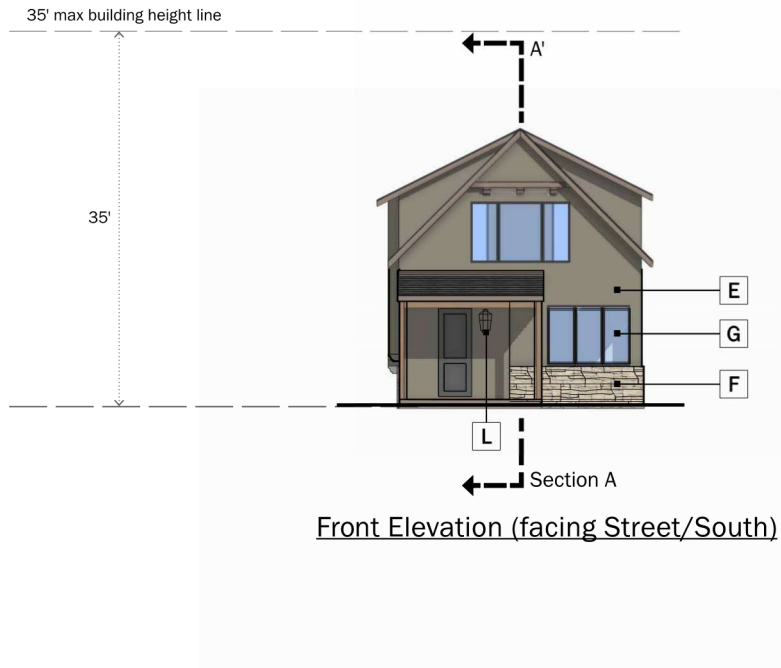 35' max building height line
A'
35'
E
G
F
L
Section A
Front Elevation (facing Street/South)